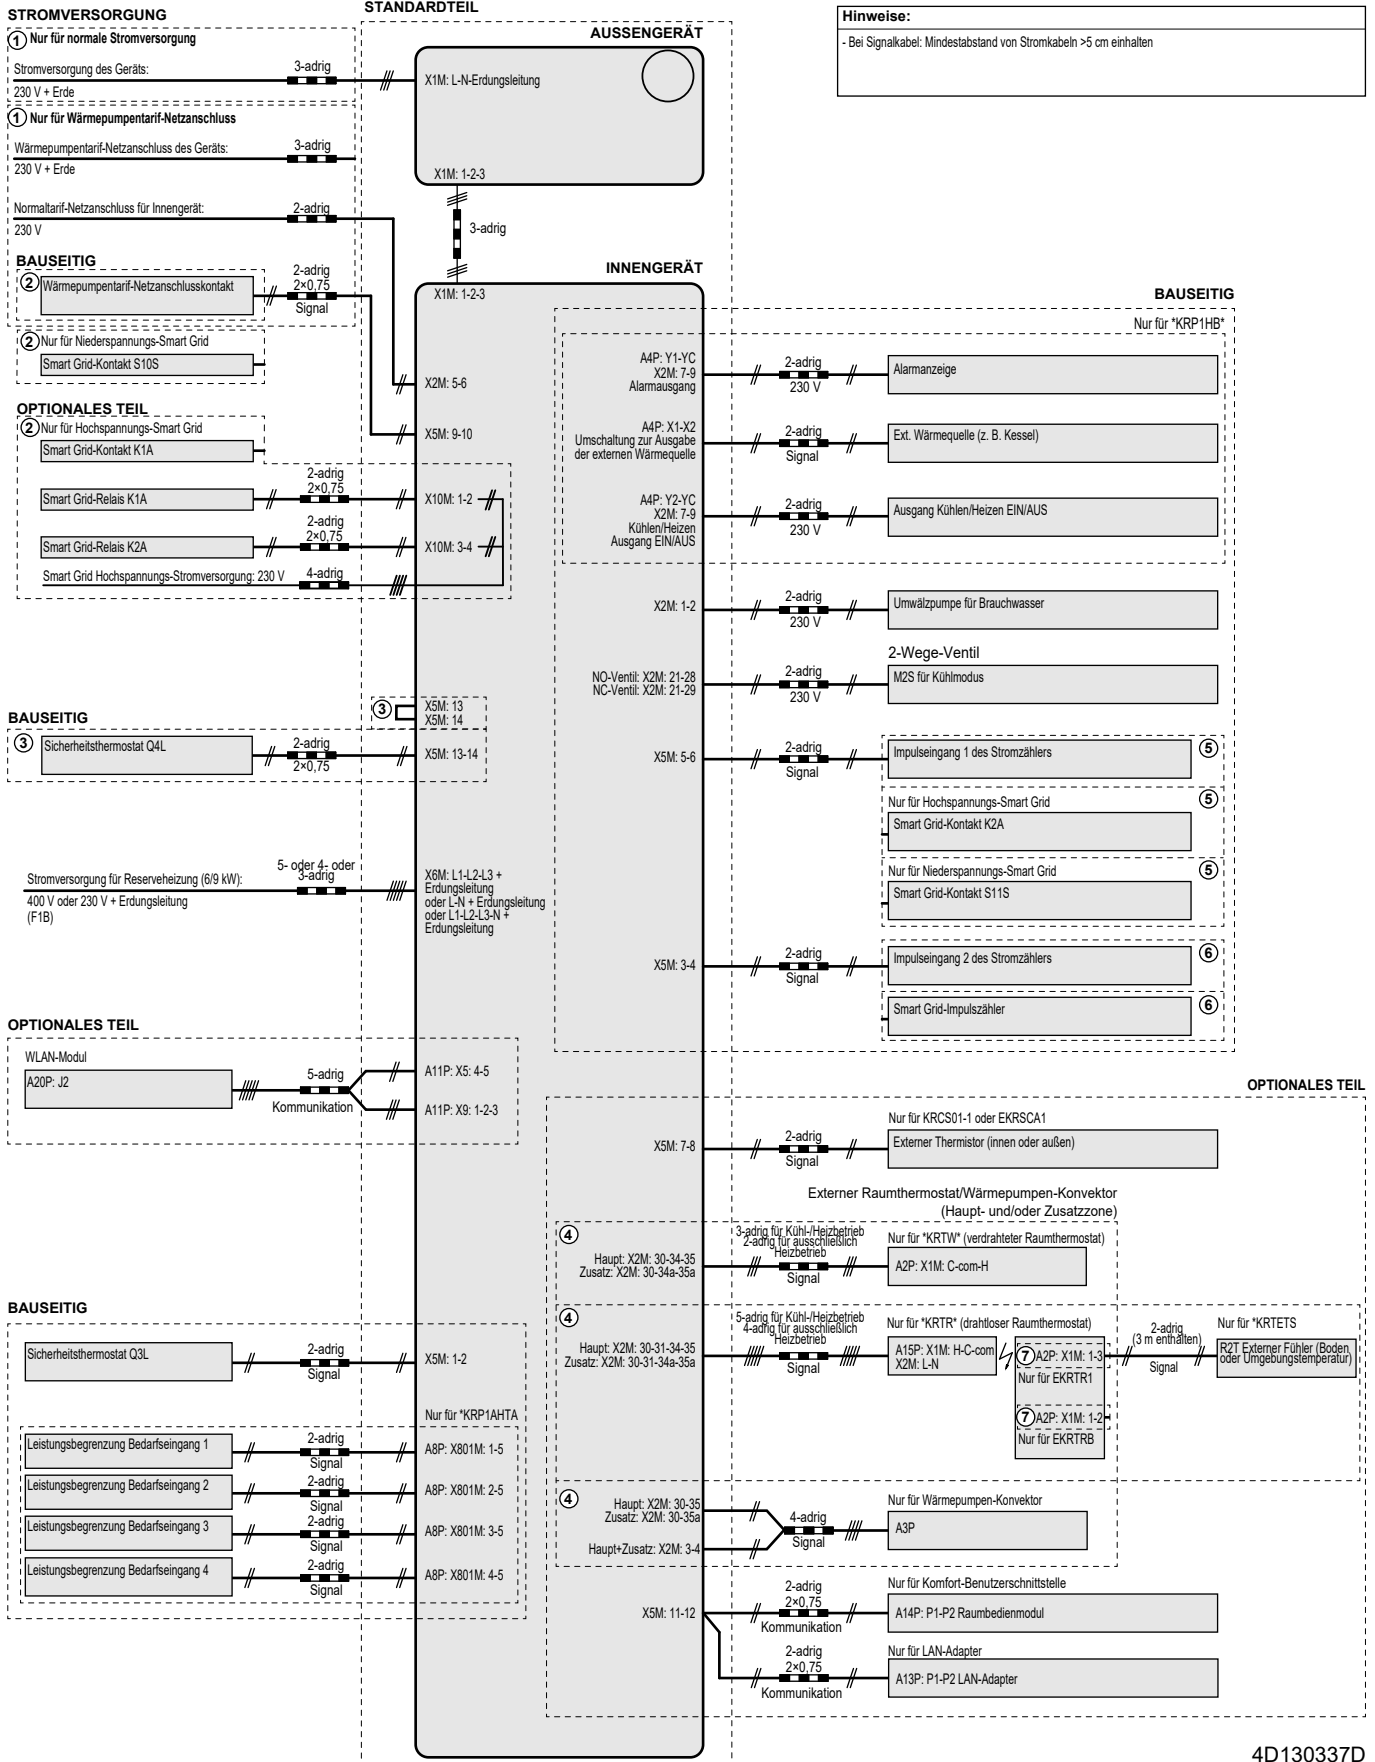 STROMVERSORGUNG
① Nur für normale Stromversorgung
Stromversorgung des Geräts:
3-adrig
230 V + Erde
① Nur für Wärmepumpentarif-Netzanschluss
Wärmepumpentarif-Netzanschluss des Geräts:
3-adrig
230 V + Erde
Normaltarif-Netzanschluss für Innengerät:
2-adrig
230 V
BAUSEITIG
② Wärmepumpentarif-Netzanschlusskontakt
2-adrig
2×0,75
Signal
② Nur für Niederspannungs-Smart Grid
Smart Grid-Kontakt S10S
OPTIONALES TEIL
② Nur für Hochspannungs-Smart Grid
Smart Grid-Kontakt K1A
Smart Grid-Relais K1A
2-adrig
2×0,75
Smart Grid-Relais K2A
2-adrig
2×0,75
Smart Grid Hochspannungs-Stromversorgung: 230 V
4-adrig
BAUSEITIG
③ Sicherheitsthermostat Q4L
2-adrig
2×0,75
Stromversorgung für Reserveheizung (6/9 kW):
5- oder 4- oder
3-adrig
400 V oder 230 V + Erdungsleitung
(F1B)
OPTIONALES TEIL
WLAN-Modul
A20P: J2
5-adrig
Kommunikation
BAUSEITIG
Sicherheitsthermostat Q3L
2-adrig
Signal
Nur für *KRP1AHTA
Leistungsbegrenzung Bedarfseingang 1
2-adrig
Signal
Leistungsbegrenzung Bedarfseingang 2
2-adrig
Signal
Leistungsbegrenzung Bedarfseingang 3
2-adrig
Signal
Leistungsbegrenzung Bedarfseingang 4
2-adrig
Signal
STANDARDTEIL
AUSSENGERÄT
X1M: L-N-Erdungsleitung
X1M: 1-2-3
3-adrig
INNENGERÄT
X1M: 1-2-3
X2M: 5-6
X5M: 9-10
X10M: 1-2
X10M: 3-4
③
X5M: 13
X5M: 14
X5M: 13-14
X6M: L1-L2-L3 +
Erdungsleitung
oder L-N + Erdungsleitung
oder L1-L2-L3-N +
Erdungsleitung
A11P: X5: 4-5
A11P: X9: 1-2-3
X5M: 1-2
A8P: X801M: 1-5
A8P: X801M: 2-5
A8P: X801M: 3-5
A8P: X801M: 4-5
Hinweise:
- Bei Signalkabel: Mindestabstand von Stromkabeln >5 cm einhalten
BAUSEITIG
Nur für *KRP1HB*
A4P: Y1-YC
X2M: 7-9
Alarmausgang
2-adrig
230 V
Alarmanzeige
A4P: X1-X2
Umschaltung zur Ausgabe
der externen Wärmequelle
2-adrig
Signal
Ext. Wärmequelle (z. B. Kessel)
A4P: Y2-YC
X2M: 7-9
Kühlen/Heizen
Ausgang EIN/AUS
2-adrig
230 V
Ausgang Kühlen/Heizen EIN/AUS
X2M: 1-2
2-adrig
230 V
Umwälzpumpe für Brauchwasser
2-Wege-Ventil
NO-Ventil: X2M: 21-28
NC-Ventil: X2M: 21-29
2-adrig
230 V
M2S für Kühlmodus
X5M: 5-6
2-adrig
Signal
Impulseingang 1 des Stromzählers ⑤
Nur für Hochspannungs-Smart Grid ⑤
Smart Grid-Kontakt K2A
Nur für Niederspannungs-Smart Grid ⑤
Smart Grid-Kontakt S11S
X5M: 3-4
2-adrig
Signal
Impulseingang 2 des Stromzählers ⑥
Smart Grid-Impulszähler ⑥
OPTIONALES TEIL
Nur für KRCS01-1 oder EKRSCA1
X5M: 7-8
2-adrig
Signal
Externer Thermistor (innen oder außen)
Externer Raumthermostat/Wärmepumpen-Konvektor
(Haupt- und/oder Zusatzzone)
④
Haupt: X2M: 30-34-35
Zusatz: X2M: 30-34a-35a
3-adrig für Kühl-/Heizbetrieb
2-adrig für ausschließlich
Heizbetrieb
Signal
Nur für *KRTW* (verdrahteter Raumthermostat)
A2P: X1M: C-com-H
④
Haupt: X2M: 30-31-34-35
Zusatz: X2M: 30-31-34a-35a
5-adrig für Kühl-/Heizbetrieb
4-adrig für ausschließlich
Heizbetrieb
Signal
Nur für *KRTR* (drahtloser Raumthermostat)
A15P: X1M: H-C-com
X2M: L-N
⑦ A2P: X1M: 1-3
Nur für EKRTR1
⑦ A2P: X1M: 1-2
Nur für EKRTRB
2-adrig
(3 m enthalten)
Signal
Nur für *KRTETS
R2T Externer Fühler (Boden
oder Umgebungstemperatur)
④
Haupt: X2M: 30-35
Zusatz: X2M: 30-35a
Haupt+Zusatz: X2M: 3-4
4-adrig
Signal
Nur für Wärmepumpen-Konvektor
A3P
X5M: 11-12
2-adrig
2×0,75
Kommunikation
Nur für Komfort-Benutzerschnittstelle
A14P: P1-P2 Raumbedienmodul
2-adrig
2×0,75
Kommunikation
Nur für LAN-Adapter
A13P: P1-P2 LAN-Adapter
4D130337D